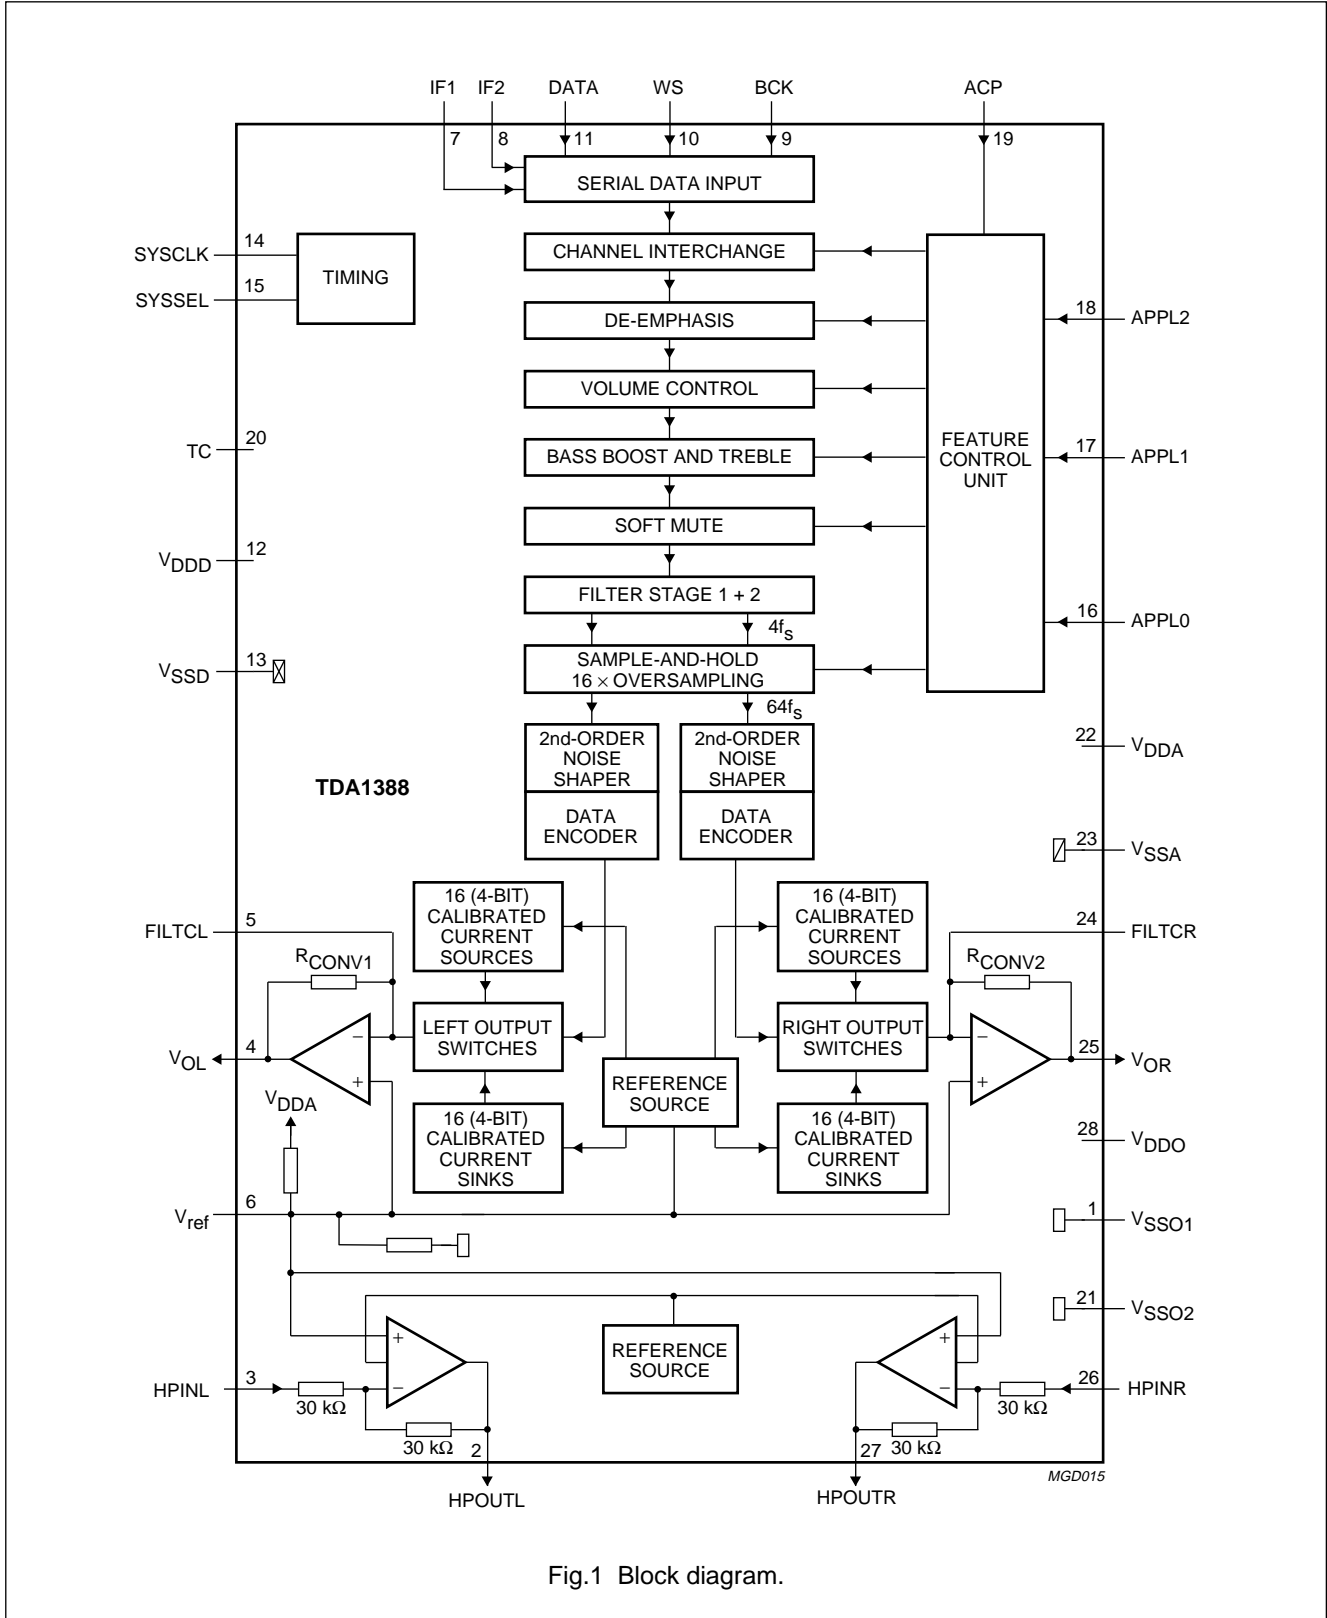 IF1 IF2 DATA WS BCK ACP
7 8 11 10 9 19
SERIAL DATA INPUT
SYSCLK 14
SYSSEL 15
TIMING
CHANNEL INTERCHANGE
DE-EMPHASIS
18 APPL2
VOLUME CONTROL
TC 20
BASS BOOST AND TREBLE
FEATURE
CONTROL
UNIT
17 APPL1
SOFT MUTE
VDDD 12
FILTER STAGE 1 + 2
4fs
16 APPL0
VSSD 13
SAMPLE-AND-HOLD
16 × OVERSAMPLING
64fs
2nd-ORDER
NOISE
SHAPER
2nd-ORDER
NOISE
SHAPER
22 VDDA
TDA1388
DATA
ENCODER
DATA
ENCODER
23 VSSA
16 (4-BIT)
CALIBRATED
CURRENT
SOURCES
16 (4-BIT)
CALIBRATED
CURRENT
SOURCES
FILTCL 5
24 FILTCR
RCONV1
RCONV2
LEFT OUTPUT
SWITCHES
RIGHT OUTPUT
SWITCHES
VOL 4
−
+
−
+
25 VOR
REFERENCE
SOURCE
VDDA
16 (4-BIT)
CALIBRATED
CURRENT
SINKS
16 (4-BIT)
CALIBRATED
CURRENT
SINKS
28 VDDO
Vref 6
1 VSSO1
21 VSSO2
+
−
REFERENCE
SOURCE
+
−
HPINL 3
30 kΩ
30 kΩ
26 HPINR
30 kΩ
30 kΩ
2
27
HPOUTL
HPOUTR
MGD015
Fig.1 Block diagram.